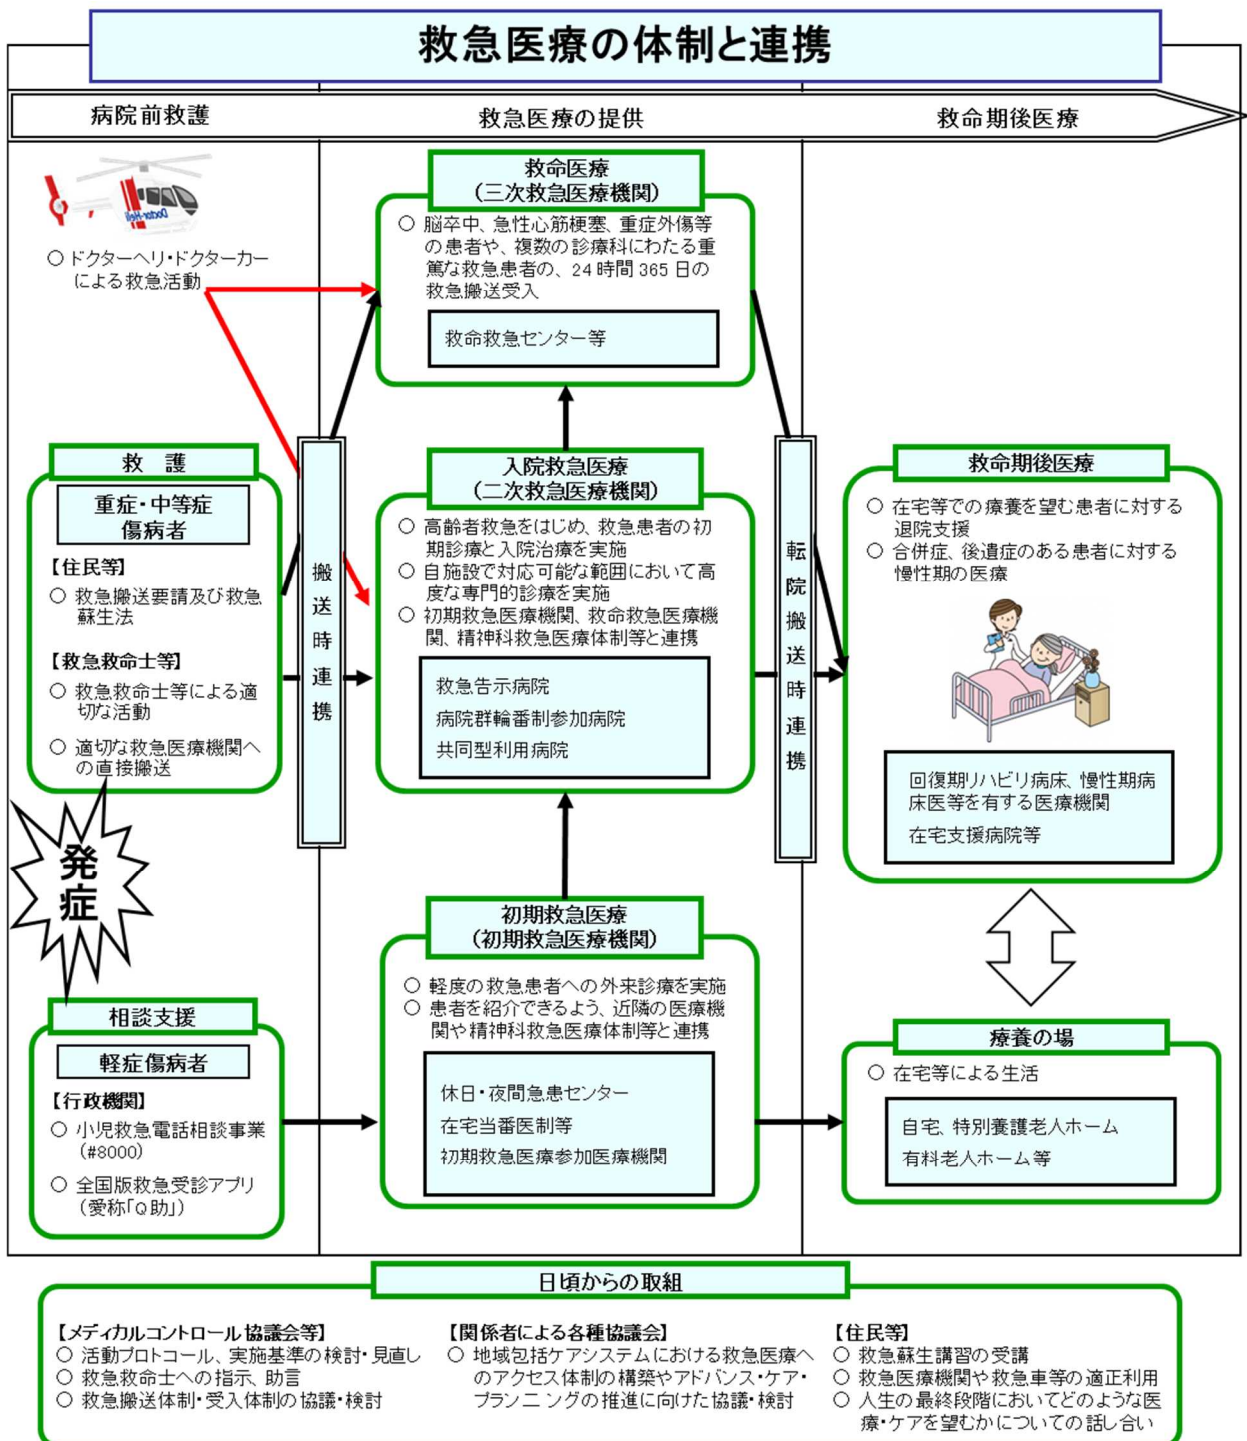 救急医療の体制と連携
病院前救護
救急医療の提供
救命期後医療
Doctor-Heli
○ ドクターヘリ・ドクターカー
による救急活動
救命医療
(三次救急医療機関)
○ 脳卒中、急性心筋梗塞、重症外傷等
の患者や、複数の診療科にわたる重
篤な救急患者の、24時間365日の
救急搬送受入
救命救急センター等
救 護
重症・中等症
傷病者
【住民等】
○ 救急搬送要請及び救急
蘇生法
【救急救命士等】
○ 救急救命士等による適
切な活動
○ 適切な救急医療機関へ
の直接搬送
搬送時連携
入院救急医療
(二次救急医療機関)
○ 高齢者救急をはじめ、救急患者の初
期診療と入院治療を実施
○ 自施設で対応可能な範囲において高
度な専門的診療を実施
○ 初期救急医療機関、救命救急医療機
関、精神科救急医療体制等と連携
救急告示病院
病院群輪番制参加病院
共同型利用病院
転院搬送時連携
救命期後医療
○ 在宅等での療養を望む患者に対する
退院支援
○ 合併症、後遺症のある患者に対する
慢性期の医療
回復期リハビリ病床、慢性期病
床医等を有する医療機関
在宅支援病院等
発症
相談支援
軽症傷病者
【行政機関】
○ 小児救急電話相談事業
(#8000)
○ 全国版救急受診アプリ
(愛称「Q助」)
初期救急医療
(初期救急医療機関)
○ 軽度の救急患者への外来診療を実施
○ 患者を紹介できるよう、近隣の医療機
関や精神科救急医療体制等と連携
休日・夜間急患センター
在宅当番医制等
初期救急医療参加医療機関
療養の場
○ 在宅等による生活
自宅、特別養護老人ホーム
有料老人ホーム等
日頃からの取組
【メディカルコントロール協議会等】
○ 活動プロトコール、実施基準の検討・見直し
○ 救急救命士への指示、助言
○ 救急搬送体制・受入体制の協議・検討
【関係者による各種協議会】
○ 地域包括ケアシステムにおける救急医療へ
のアクセス体制の構築やアドバンス・ケア・
プランニングの推進に向けた協議・検討
【住民等】
○ 救急蘇生講習の受講
○ 救急医療機関や救急車等の適正利用
○ 人生の最終段階においてどのような医
療・ケアを望むかについての話し合い